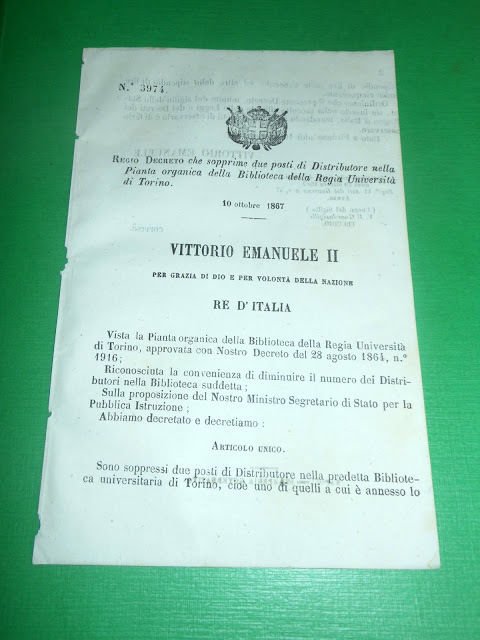 N.° 3974.
REGIO DECRETO che sopprime due posti di Distributore nella
Pianta organica della Biblioteca della Regia Università
di Torino.
10 ottobre 1867
VITTORIO EMANUELE II
PER GRAZIA DI DIO E PER VOLONTÀ DELLA NAZIONE
RE D'ITALIA
Vista la Pianta organica della Biblioteca della Regia Università
di Torino, approvata con Nostro Decreto del 28 agosto 1864, n.°
1916;
Riconosciuta la convenienza di diminuire il numero dei Distri-
butori nella Biblioteca suddetta;
Sulla proposizione del Nostro Ministro Segretario di Stato per la
Pubblica Istruzione;
Abbiamo decretato e decretiamo:
ARTICOLO UNICO.
Sono soppressi due posti di Distributore nella predetta Bibliote-
ca universitaria di Torino, cioè uno di quelli a cui è annesso lo